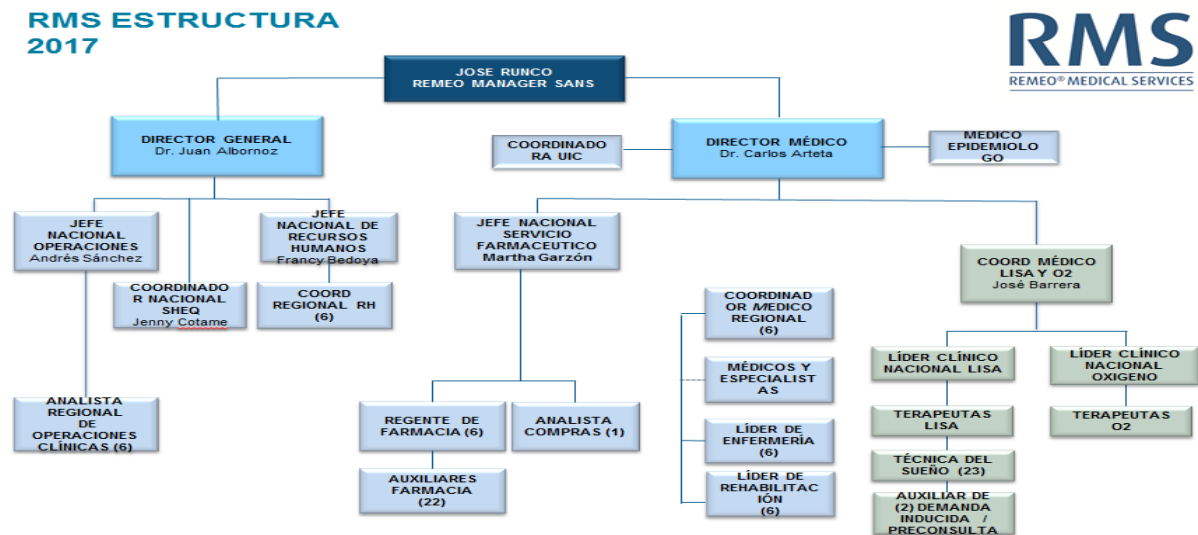 RMS ESTRUCTURA
2017
RMS
REMEO® MEDICAL SERVICES
JOSE RUNCO
REMEO MANAGER SANS
DIRECTOR GENERAL
Dr. Juan Albornoz
COORDINADO
RA UIC
DIRECTOR MÉDICO
Dr. Carlos Arteta
MEDICO
EPIDEMIOLO
GO
JEFE
NACIONAL
OPERACIONES
Andrés Sánchez
JEFE
NACIONAL DE
RECURSOS
HUMANOS
Francy Bedoya
JEFE NACIONAL
SERVICIO
FARMACEUTICO
Martha Garzón
COORD MÉDICO
LISA Y O2
José Barrera
COORDINADO
R NACIONAL
SHEQ
Jenny Cotame
COORD
REGIONAL RH
(6)
COORDINAD
OR MEDICO
REGIONAL
(6)
LÍDER CLÍNICO
NACIONAL LISA
LÍDER CLÍNICO
NACIONAL
OXIGENO
MÉDICOS Y
ESPECIALIST
AS
ANALISTA
REGIONAL
DE
OPERACIONES
CLÍNICAS (6)
REGENTE DE
FARMACIA (6)
ANALISTA
COMPRAS (1)
LÍDER DE
ENFERMERÍA
(6)
TERAPEUTAS
LISA
TERAPEUTAS
O2
AUXILIARES
FARMACIA
(22)
LÍDER DE
REHABILITAC
IÓN
(6)
TÉCNICA DEL
SUEÑO (23)
AUXILIAR DE
(2) DEMANDA
INDUCIDA /
PRECONSULTA